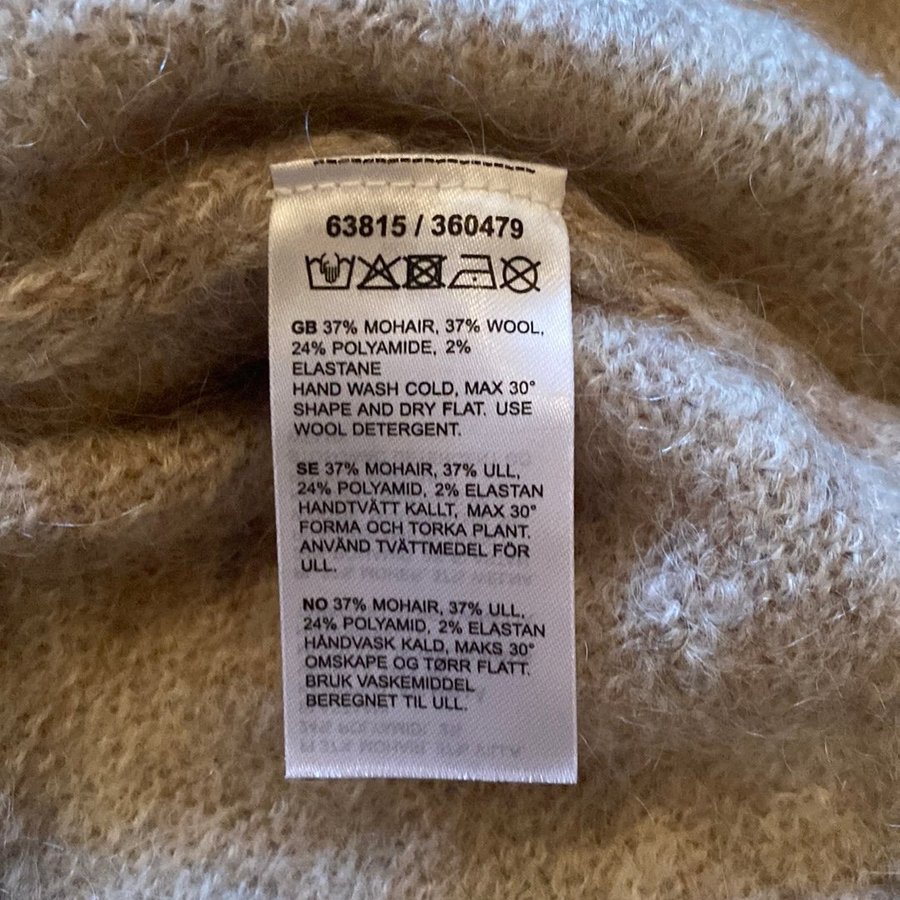 63815 / 360479
GB 37% MOHAIR, 37% WOOL,
24% POLYAMIDE, 2%
ELASTANE
HAND WASH COLD, MAX 30°
SHAPE AND DRY FLAT. USE
WOOL DETERGENT.
SE 37% MOHAIR, 37% ULL,
24% POLYAMID, 2% ELASTAN
HANDTVÄTT KALLT, MAX 30°
FORMA OCH TORKA PLANT.
ANVÄND TVÄTTMEDEL FÖR
ULL.
NO 37% MOHAIR, 37% ULL,
24% POLYAMID, 2% ELASTAN
HÅNDVASK KALD, MAKS 30°
OMSKAPE OG TØRR FLATT.
BRUK VASKEMIDDEL
BEREGNET TIL ULL.